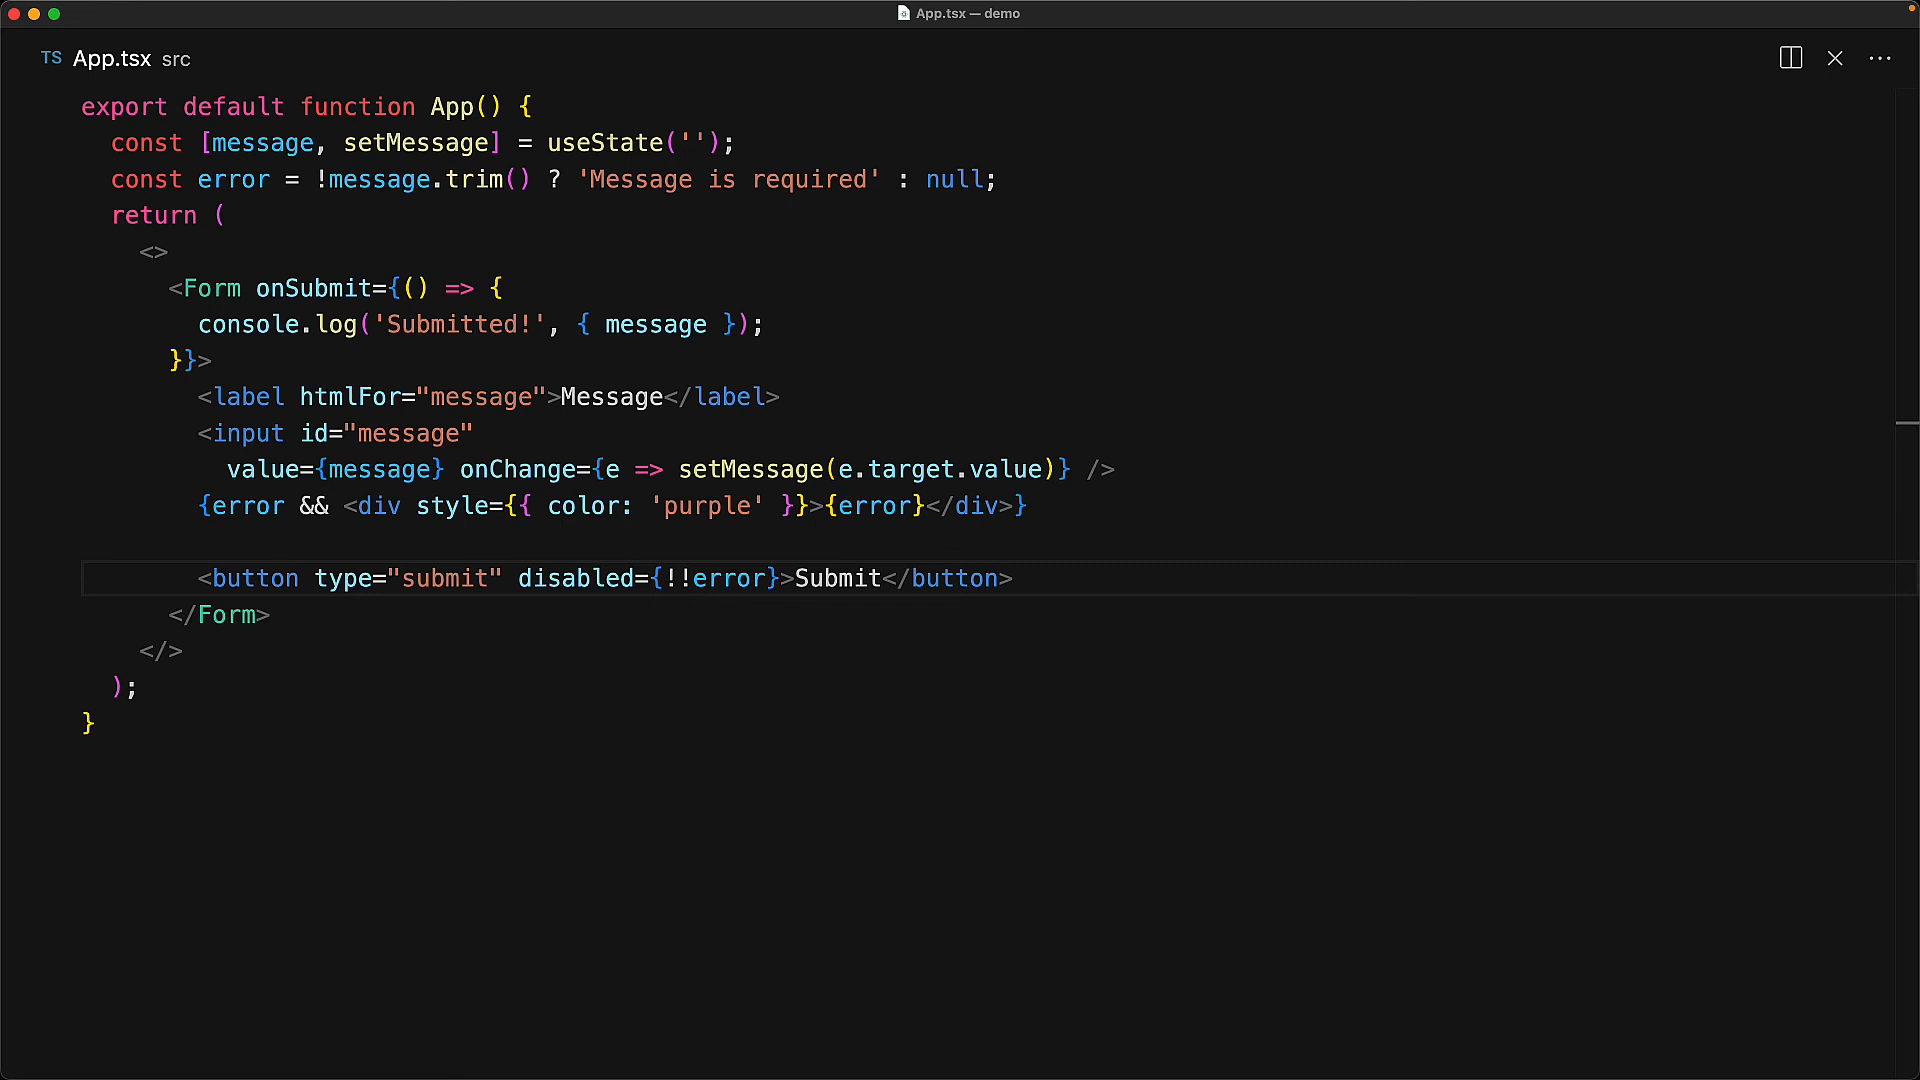 App.tsx — demo
TS App.tsx src
export default function App() {
  const [message, setMessage] = useState('');
  const error = !message.trim() ? 'Message is required' : null;
  return (
    <>
      <Form onSubmit={() => {
        console.log('Submitted!', { message });
      }}>
        <label htmlFor="message">Message</label>
        <input id="message"
          value={message} onChange={e => setMessage(e.target.value)} />
        {error && <div style={{ color: 'purple' }}>{error}</div>}
        <button type="submit" disabled={!!error}>Submit</button>
      </Form>
    </>
  );
}